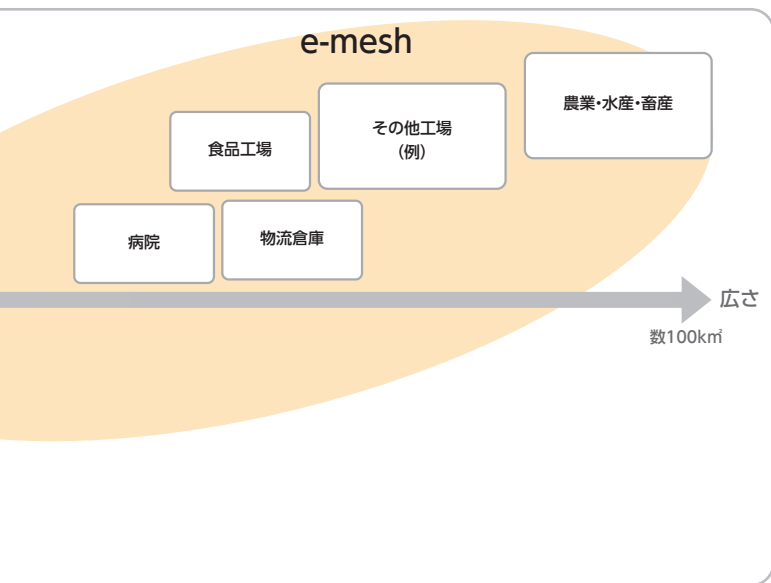 e-mesh
農業・水産・畜産
その他工場
（例）
食品工場
病院
物流倉庫
広さ
数100k㎡